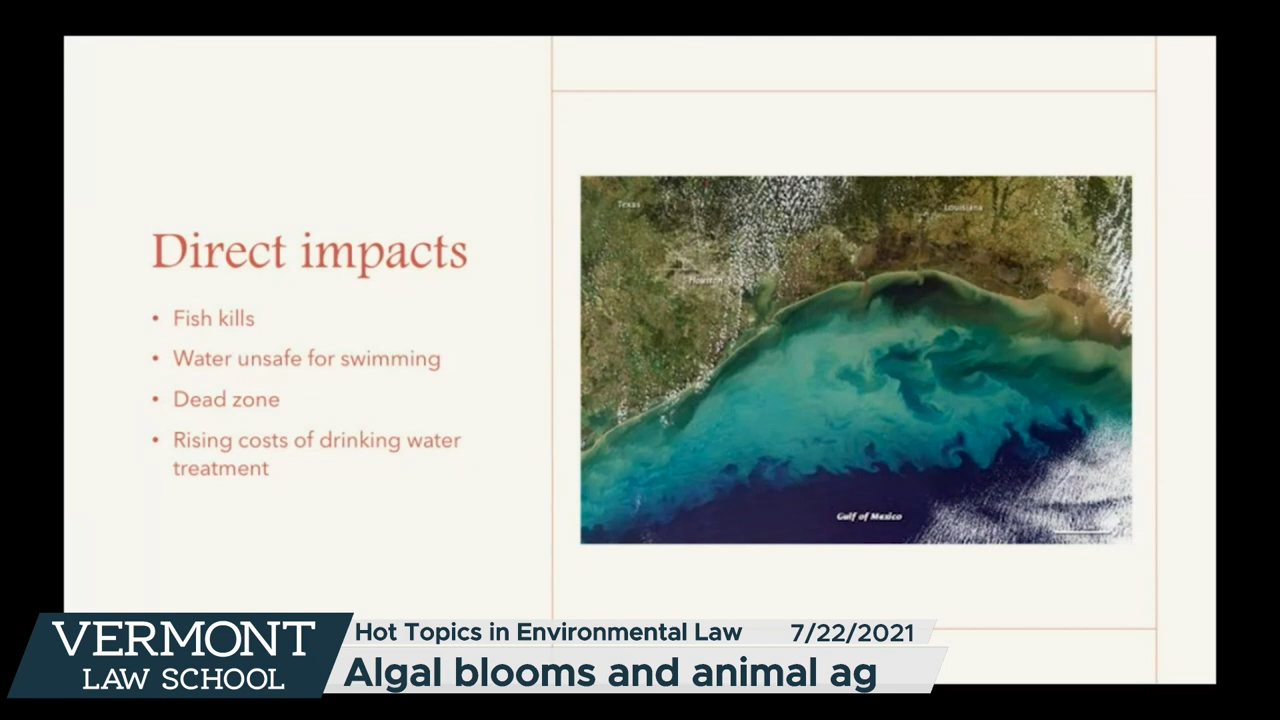 Direct impacts
• Fish kills
• Water unsafe for swimming
• Dead zone
• Rising costs of drinking water
treatment
Texas
Louisiana
Houston
Gulf of Mexico
VERMONT
LAW SCHOOL
Hot Topics in Environmental Law 7/22/2021
Algal blooms and animal ag